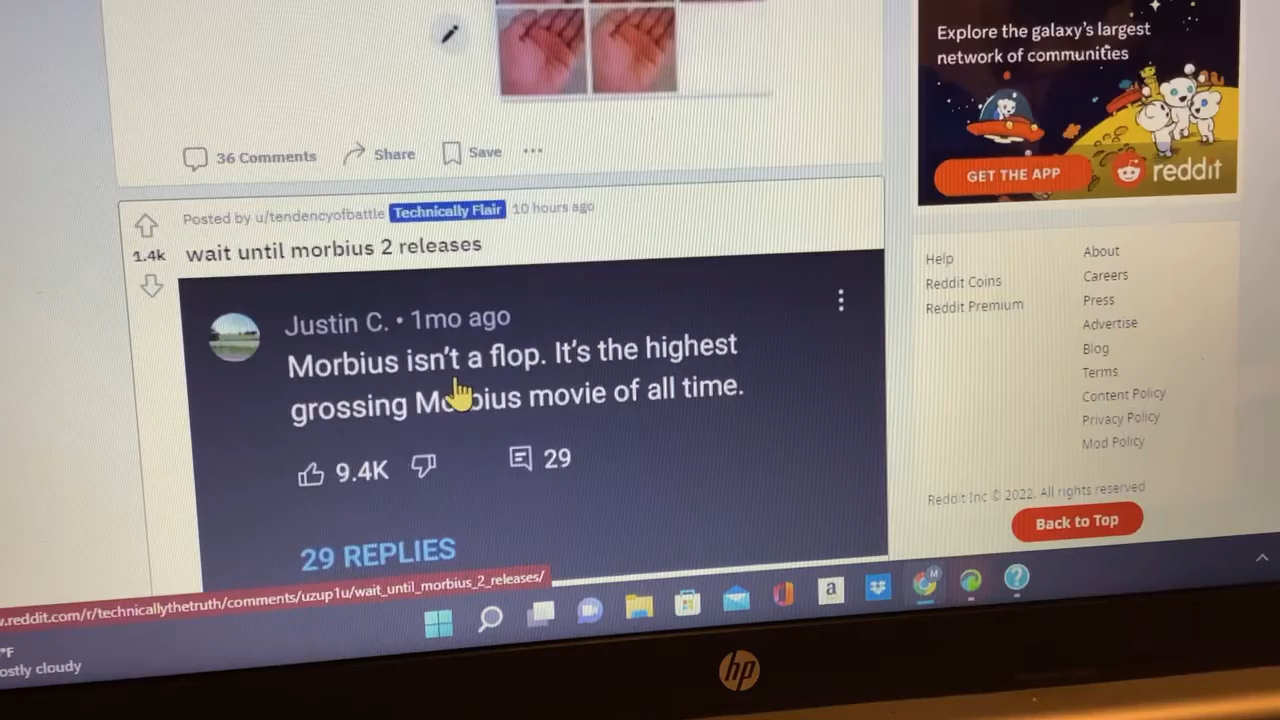 Explore the galaxy's largest
network of communities
GET THE APP
reddit
36 Comments Share Save
Posted by u/tendencyofbattle Technically Flair 10 hours ago
1.4k
wait until morbius 2 releases
Justin C. • 1mo ago
Morbius isn't a flop. It's the highest
grossing Morbius movie of all time.
9.4K 29
29 REPLIES
Help
Reddit Coins
Reddit Premium
About
Careers
Press
Advertise
Blog
Terms
Content Policy
Privacy Policy
Mod Policy
Reddit Inc © 2022. All rights reserved
Back to Top
.reddit.com/r/technicallythetruth/comments/uzup1u/wait_until_morbius_2_releases/
°F
ostly cloudy
a
M
hp